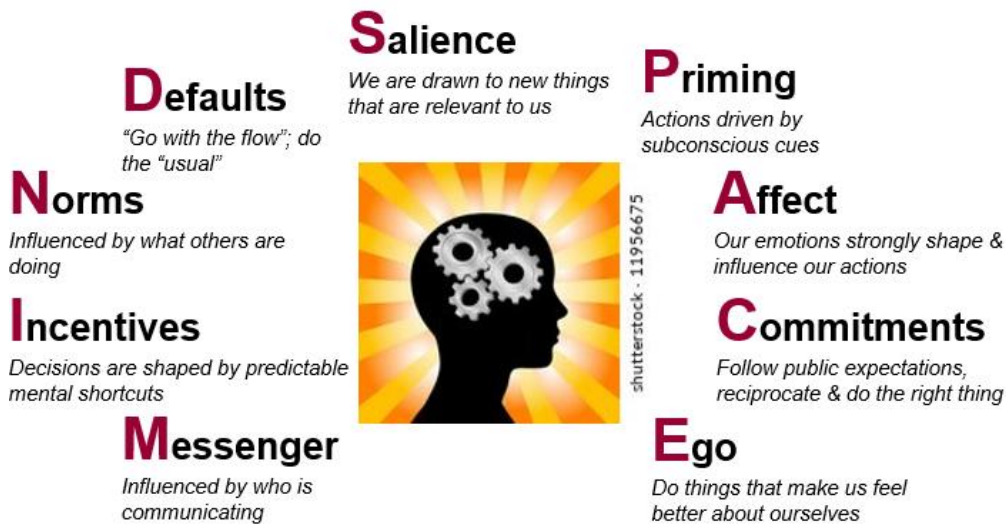 Messenger
Influenced by who is
communicating
Incentives
Decisions are shaped by predictable
mental shortcuts
Norms
Influenced by what others are
doing
Defaults
“Go with the flow”; do
the “usual”
Salience
We are drawn to new things
that are relevant to us
Priming
Actions driven by
subconscious cues
Affect
Our emotions strongly shape &
influence our actions
Commitments
Follow public expectations,
reciprocate & do the right thing
Ego
Do things that make us feel
better about ourselves
shutterstock · 11956675